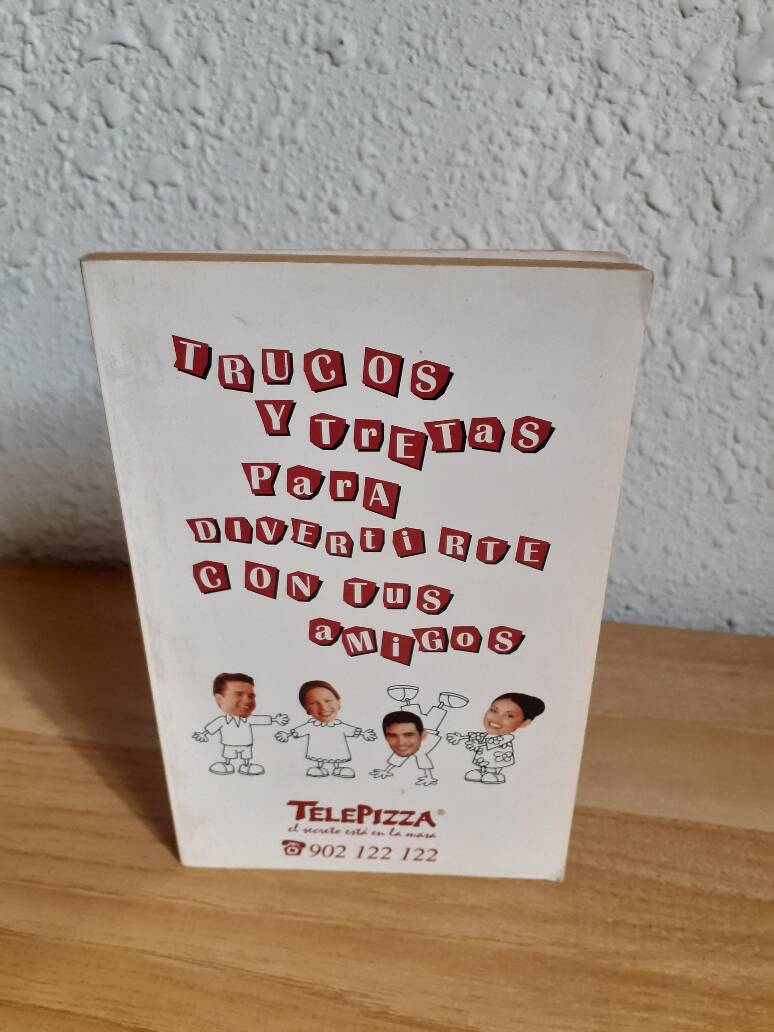 TRUCOS
Y TrETaS
ParA
DIVERtiRTE
CON TuS
aMiGOS
TELEPIZZA®
el secreto está en la masa
☎ 902 122 122